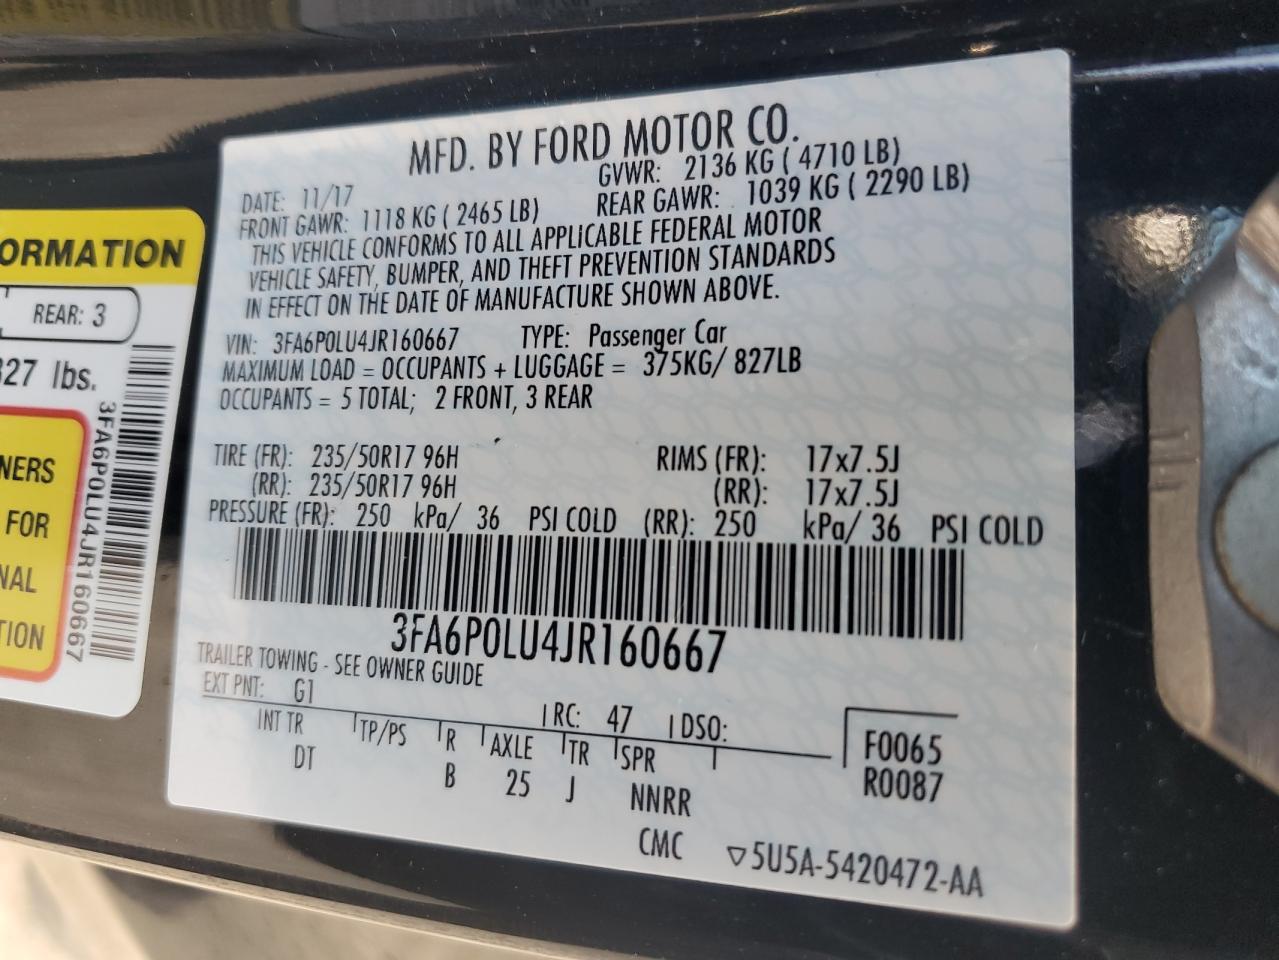 MFD. BY FORD MOTOR CO.
DATE: 11/17 GVWR: 2136 KG ( 4710 LB)
FRONT GAWR: 1118 KG ( 2465 LB) REAR GAWR: 1039 KG ( 2290 LB)
THIS VEHICLE CONFORMS TO ALL APPLICABLE FEDERAL MOTOR
VEHICLE SAFETY, BUMPER, AND THEFT PREVENTION STANDARDS
IN EFFECT ON THE DATE OF MANUFACTURE SHOWN ABOVE.
VIN: 3FA6P0LU4JR160667 TYPE: Passenger Car
MAXIMUM LOAD = OCCUPANTS + LUGGAGE = 375KG/ 827LB
OCCUPANTS = 5 TOTAL; 2 FRONT, 3 REAR
TIRE (FR): 235/50R17 96H RIMS (FR): 17x7.5J
(RR): 235/50R17 96H (RR): 17x7.5J
PRESSURE (FR): 250 kPa/ 36 PSI COLD (RR): 250 kPa/ 36 PSI COLD
3FA6P0LU4JR160667
TRAILER TOWING - SEE OWNER GUIDE
EXT PNT: G1 RC: 47 DSO:
INT TR TP/PS R AXLE TR SPR F0065
DT B 25 J NNRR R0087
CMC 5U5A-5420472-AA
ORMATION
REAR: 3
827 lbs.
3FA6P0LU4JR160667
NERS
FOR
NAL
TION